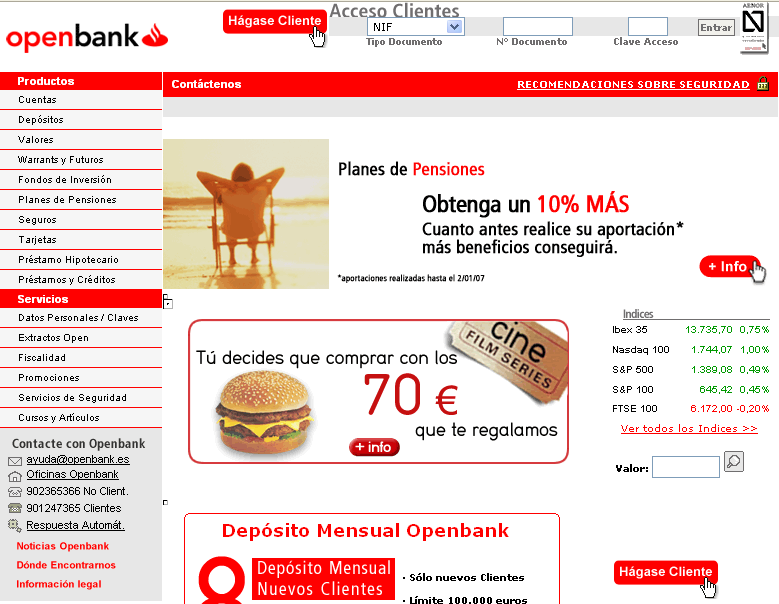 openbank
Hágase Cliente
Acceso Clientes
NIF
Tipo Documento
Nº Documento
Clave Acceso
Entrar
AENOR
N
Productos
Cuentas
Depósitos
Valores
Warrants y Futuros
Fondos de Inversión
Planes de Pensiones
Seguros
Tarjetas
Préstamo Hipotecario
Préstamos y Créditos
Servicios
Datos Personales / Claves
Extractos Open
Fiscalidad
Promociones
Servicios de Seguridad
Cursos y Artículos
Contacte con Openbank
ayuda@openbank.es
Oficinas Openbank
902365366 No Client.
901247365 Clientes
Respuesta Automát.
Noticias Openbank
Dónde Encontrarnos
Información legal
Contáctenos
RECOMENDACIONES SOBRE SEGURIDAD
Planes de Pensiones
Obtenga un 10% MÁS
Cuanto antes realice su aportación*
más beneficios conseguirá.
+ Info
*aportaciones realizadas hasta el 2/01/07
cine
FILM SERIES
Tú decides que comprar con los
70 €
que te regalamos
+ info
Indices
Ibex 35 13.735,70 0,75%
Nasdaq 100 1.744,07 1,00%
S&P 500 1.389,08 0,49%
S&P 100 645,42 0,45%
FTSE 100 6.172,00 -0,20%
Ver todos los Indices >>
Valor:
Depósito Mensual Openbank
8
Depósito Mensual
Nuevos Clientes
· Sólo nuevos Clientes
· Límite 100.000 euros
Hágase Cliente